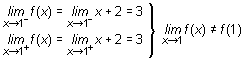 lim f(x) = lim x + 2 = 3
x→1⁻ x→1⁻
lim f(x) = lim x + 2 = 3
x→1⁺ x→1⁺
} lim f(x) ≠ f(1)
x→1